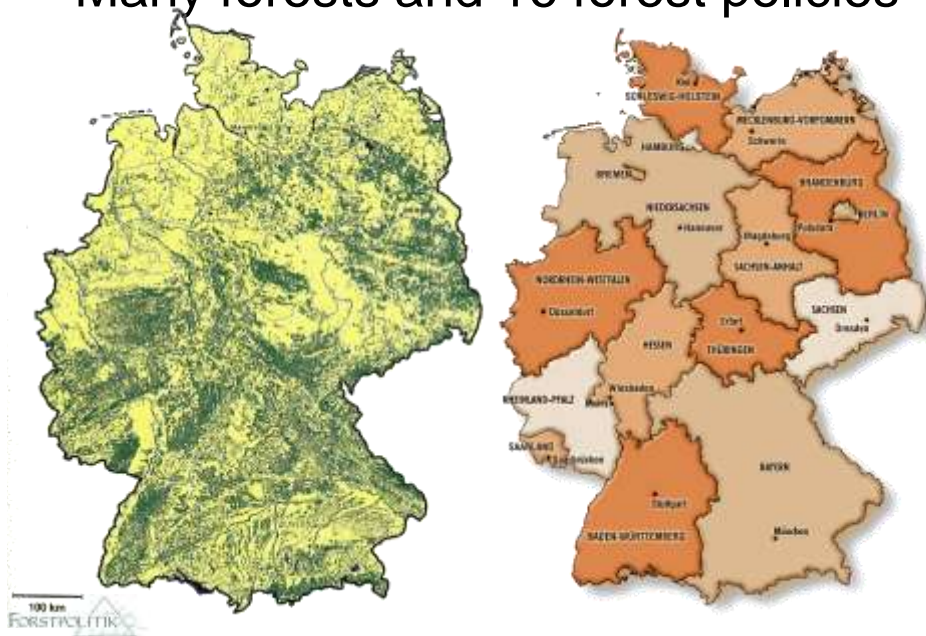 Many forests and 16 forest policies
SCHLESWIG-HOLSTEIN
Kiel
MECKLENBURG-VORPOMMERN
Schwerin
HAMBURG
BREMEN
BRANDENBURG
NIEDERSACHSEN
BERLIN
Hannover
Potsdam
Magdeburg
SACHSEN-ANHALT
NORDRHEIN-WESTFALEN
Düsseldorf
SACHSEN
Dresden
Erfurt
THÜRINGEN
HESSEN
Wiesbaden
RHEINLAND-PFALZ
Mainz
SAARLAND
Saarbrücken
BAYERN
Stuttgart
München
BADEN-WÜRTTEMBERG
100 km
FORSTPOLITIK